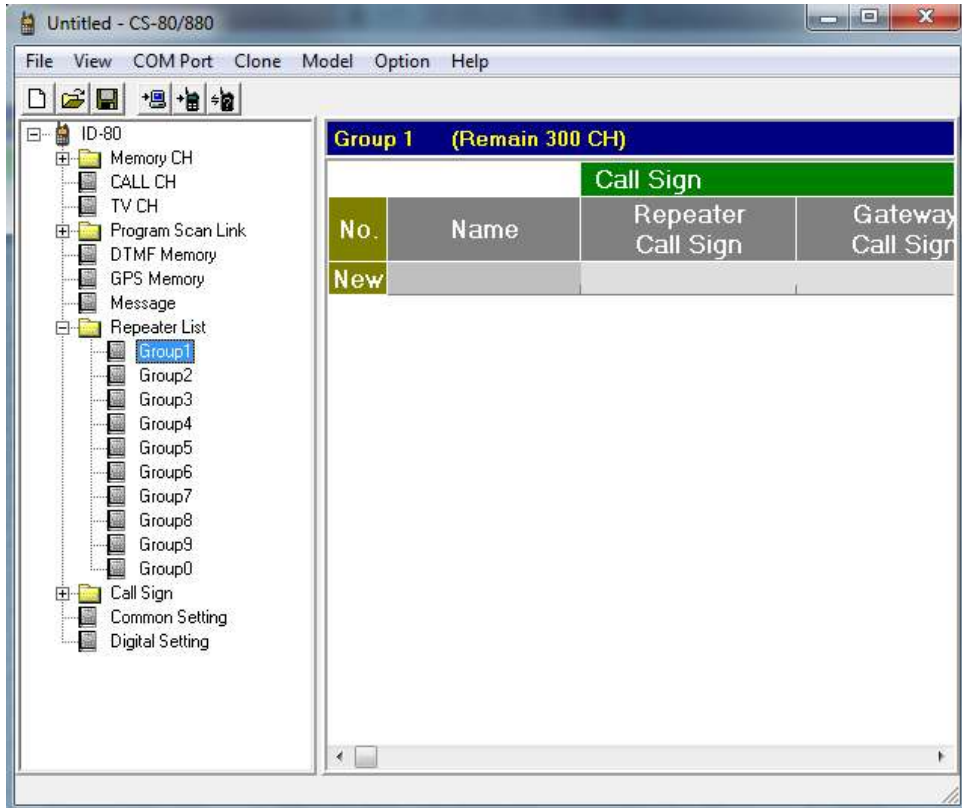 Untitled - CS-80/880
File View COM Port Clone Model Option Help
ID-80
Memory CH
CALL CH
TV CH
Program Scan Link
DTMF Memory
GPS Memory
Message
Repeater List
Group1
Group2
Group3
Group4
Group5
Group6
Group7
Group8
Group9
Group0
Call Sign
Common Setting
Digital Setting
Group 1 (Remain 300 CH)
Call Sign
No. Name Repeater Call Sign Gateway Call Sign
New